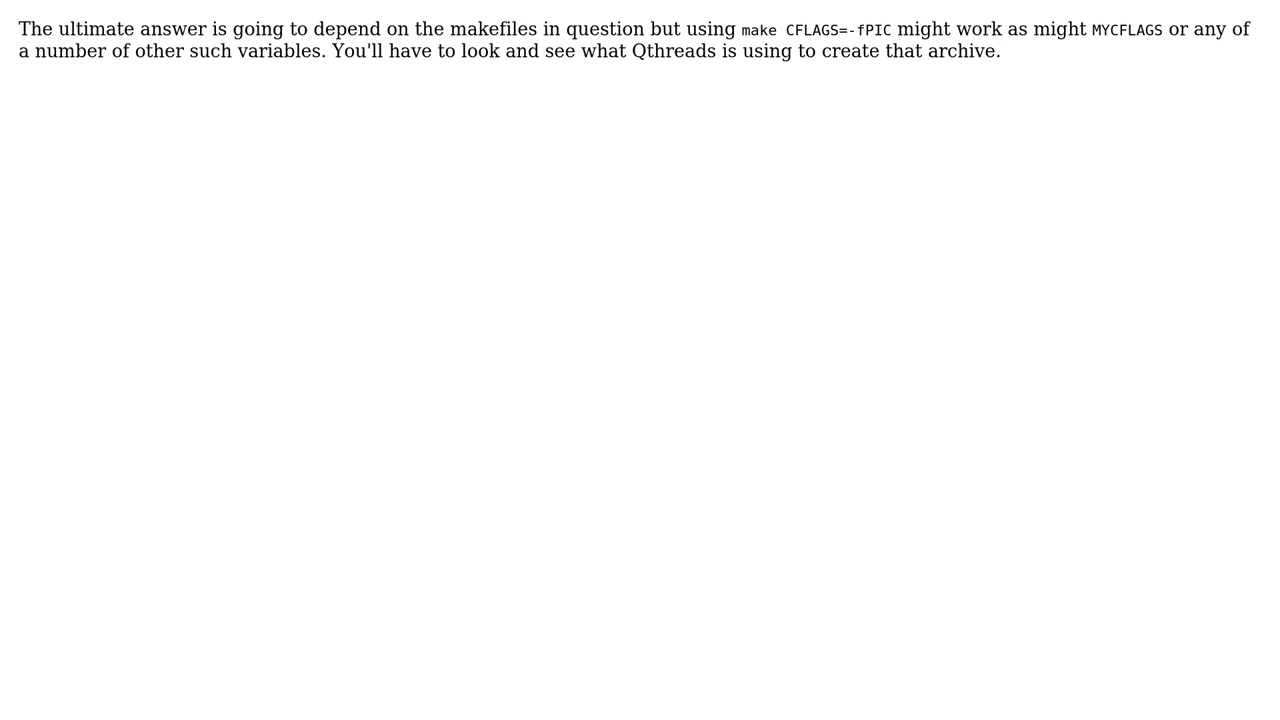 The ultimate answer is going to depend on the makefiles in question but using make CFLAGS=-fPIC might work as might MYCFLAGS or any of
a number of other such variables. You'll have to look and see what Qthreads is using to create that archive.